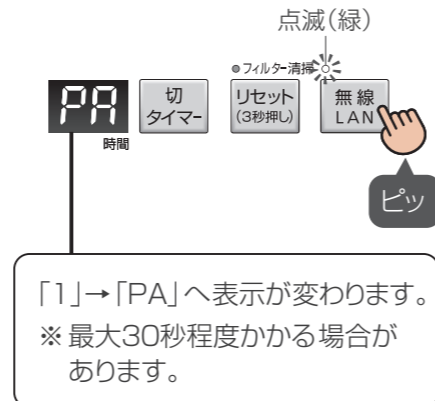 点滅(緑)
●フィルター清掃
PA
切
タイマー
リセット
(3秒押し)
無線
LAN
時間
ピッ
「1」→「PA」へ表示が変わります。
※最大30秒程度かかる場合が
あります。